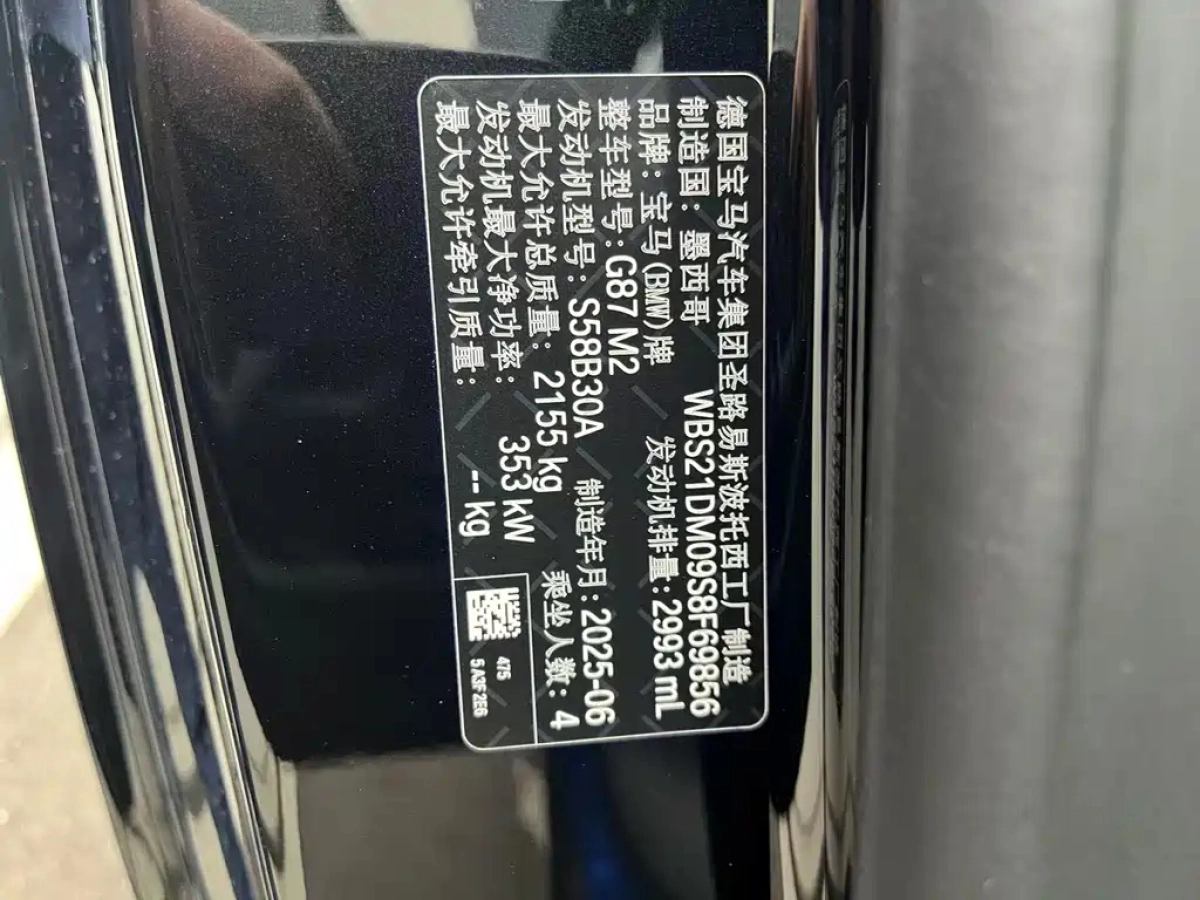 德国宝马汽车集团圣路易斯波托西工厂制造
制造国：墨西哥 WBS21DM09S8F69856
品牌：宝马(BMW)牌 发动机排量：2993 mL
整车型号：G87 M2
发动机型号：S58B30A 制造年月：2025-06
最大允许总质量：2155 kg 乘坐人数：4
发动机最大净功率：353 kW
最大允许牵引质量：-- kg
475
5A3F2E6